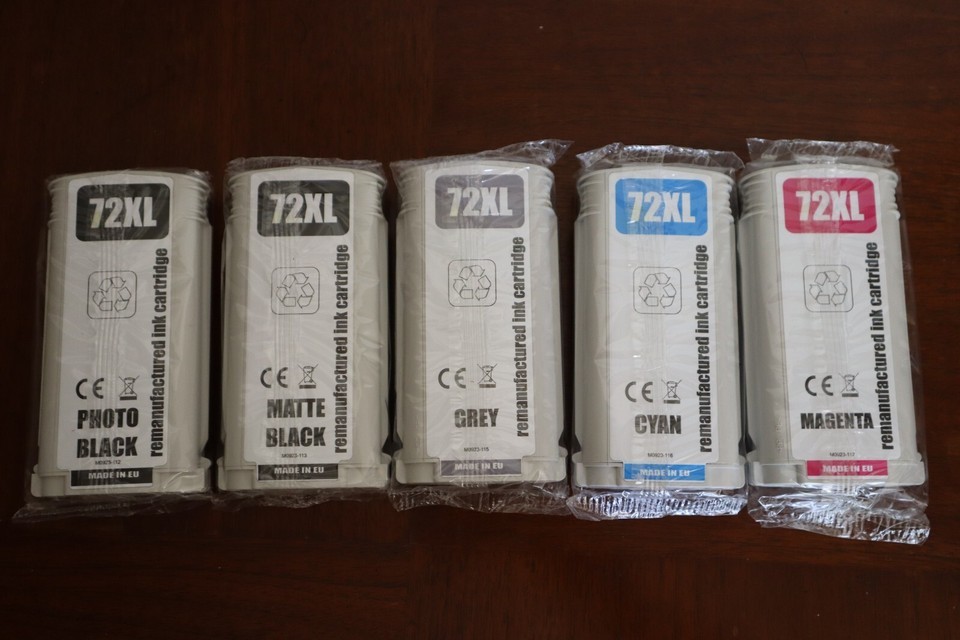 72XL
remanufactured ink cartridge
CE
PHOTO
BLACK
MADE IN EU
72XL
remanufactured ink cartridge
CE
MATTE
BLACK
MADE IN EU
72XL
remanufactured ink cartridge
CE
GREY
MADE IN EU
72XL
remanufactured ink cartridge
CE
CYAN
MADE IN EU
72XL
remanufactured ink cartridge
CE
MAGENTA
MADE IN EU